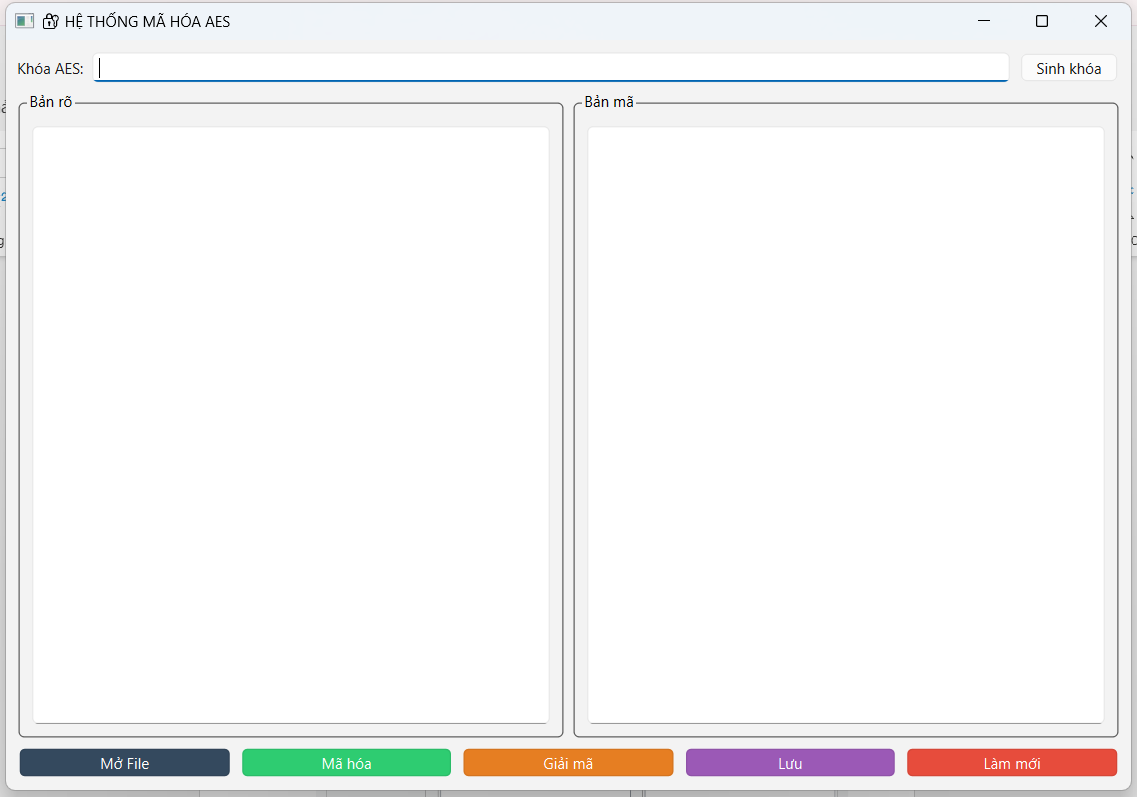 HỆ THỐNG MÃ HÓA AES
Khóa AES:
Sinh khóa
Bản rõ
Bản mã
Mở File
Mã hóa
Giải mã
Lưu
Làm mới